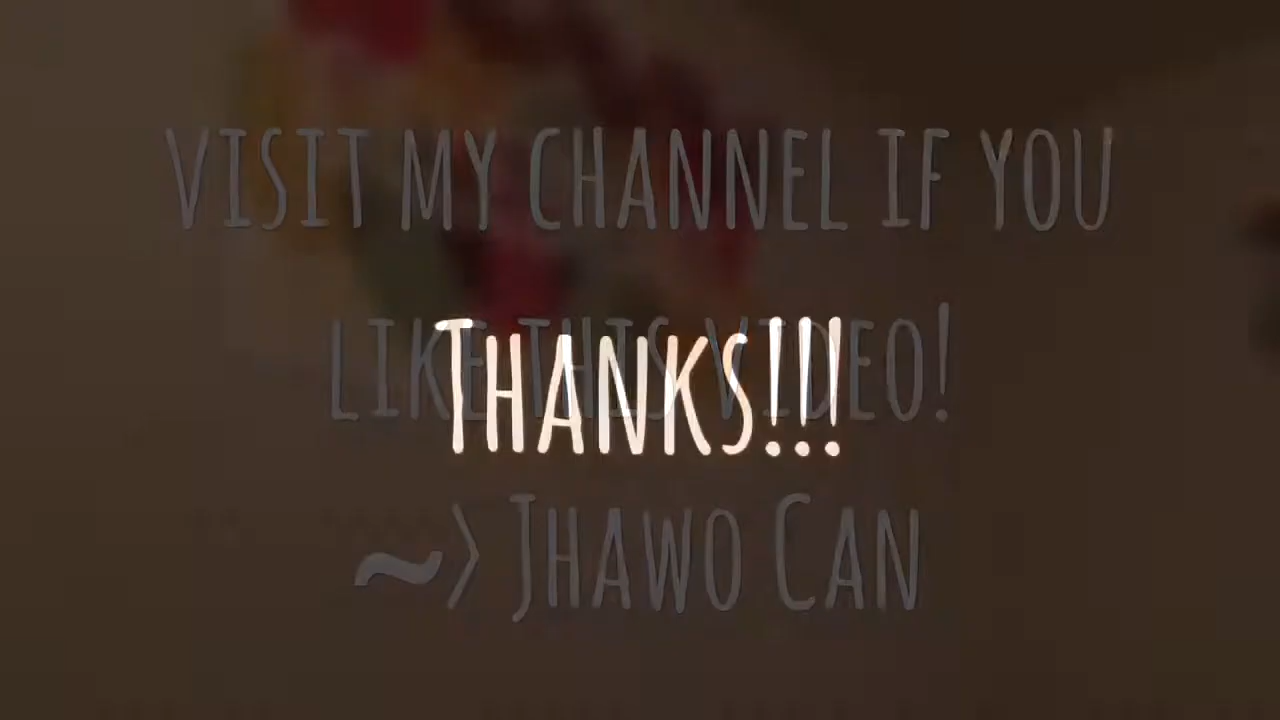 VISIT MY CHANNEL IF YOU
LIKE THIS VIDEO!
THANKS!!!
~> JHAWO CAN